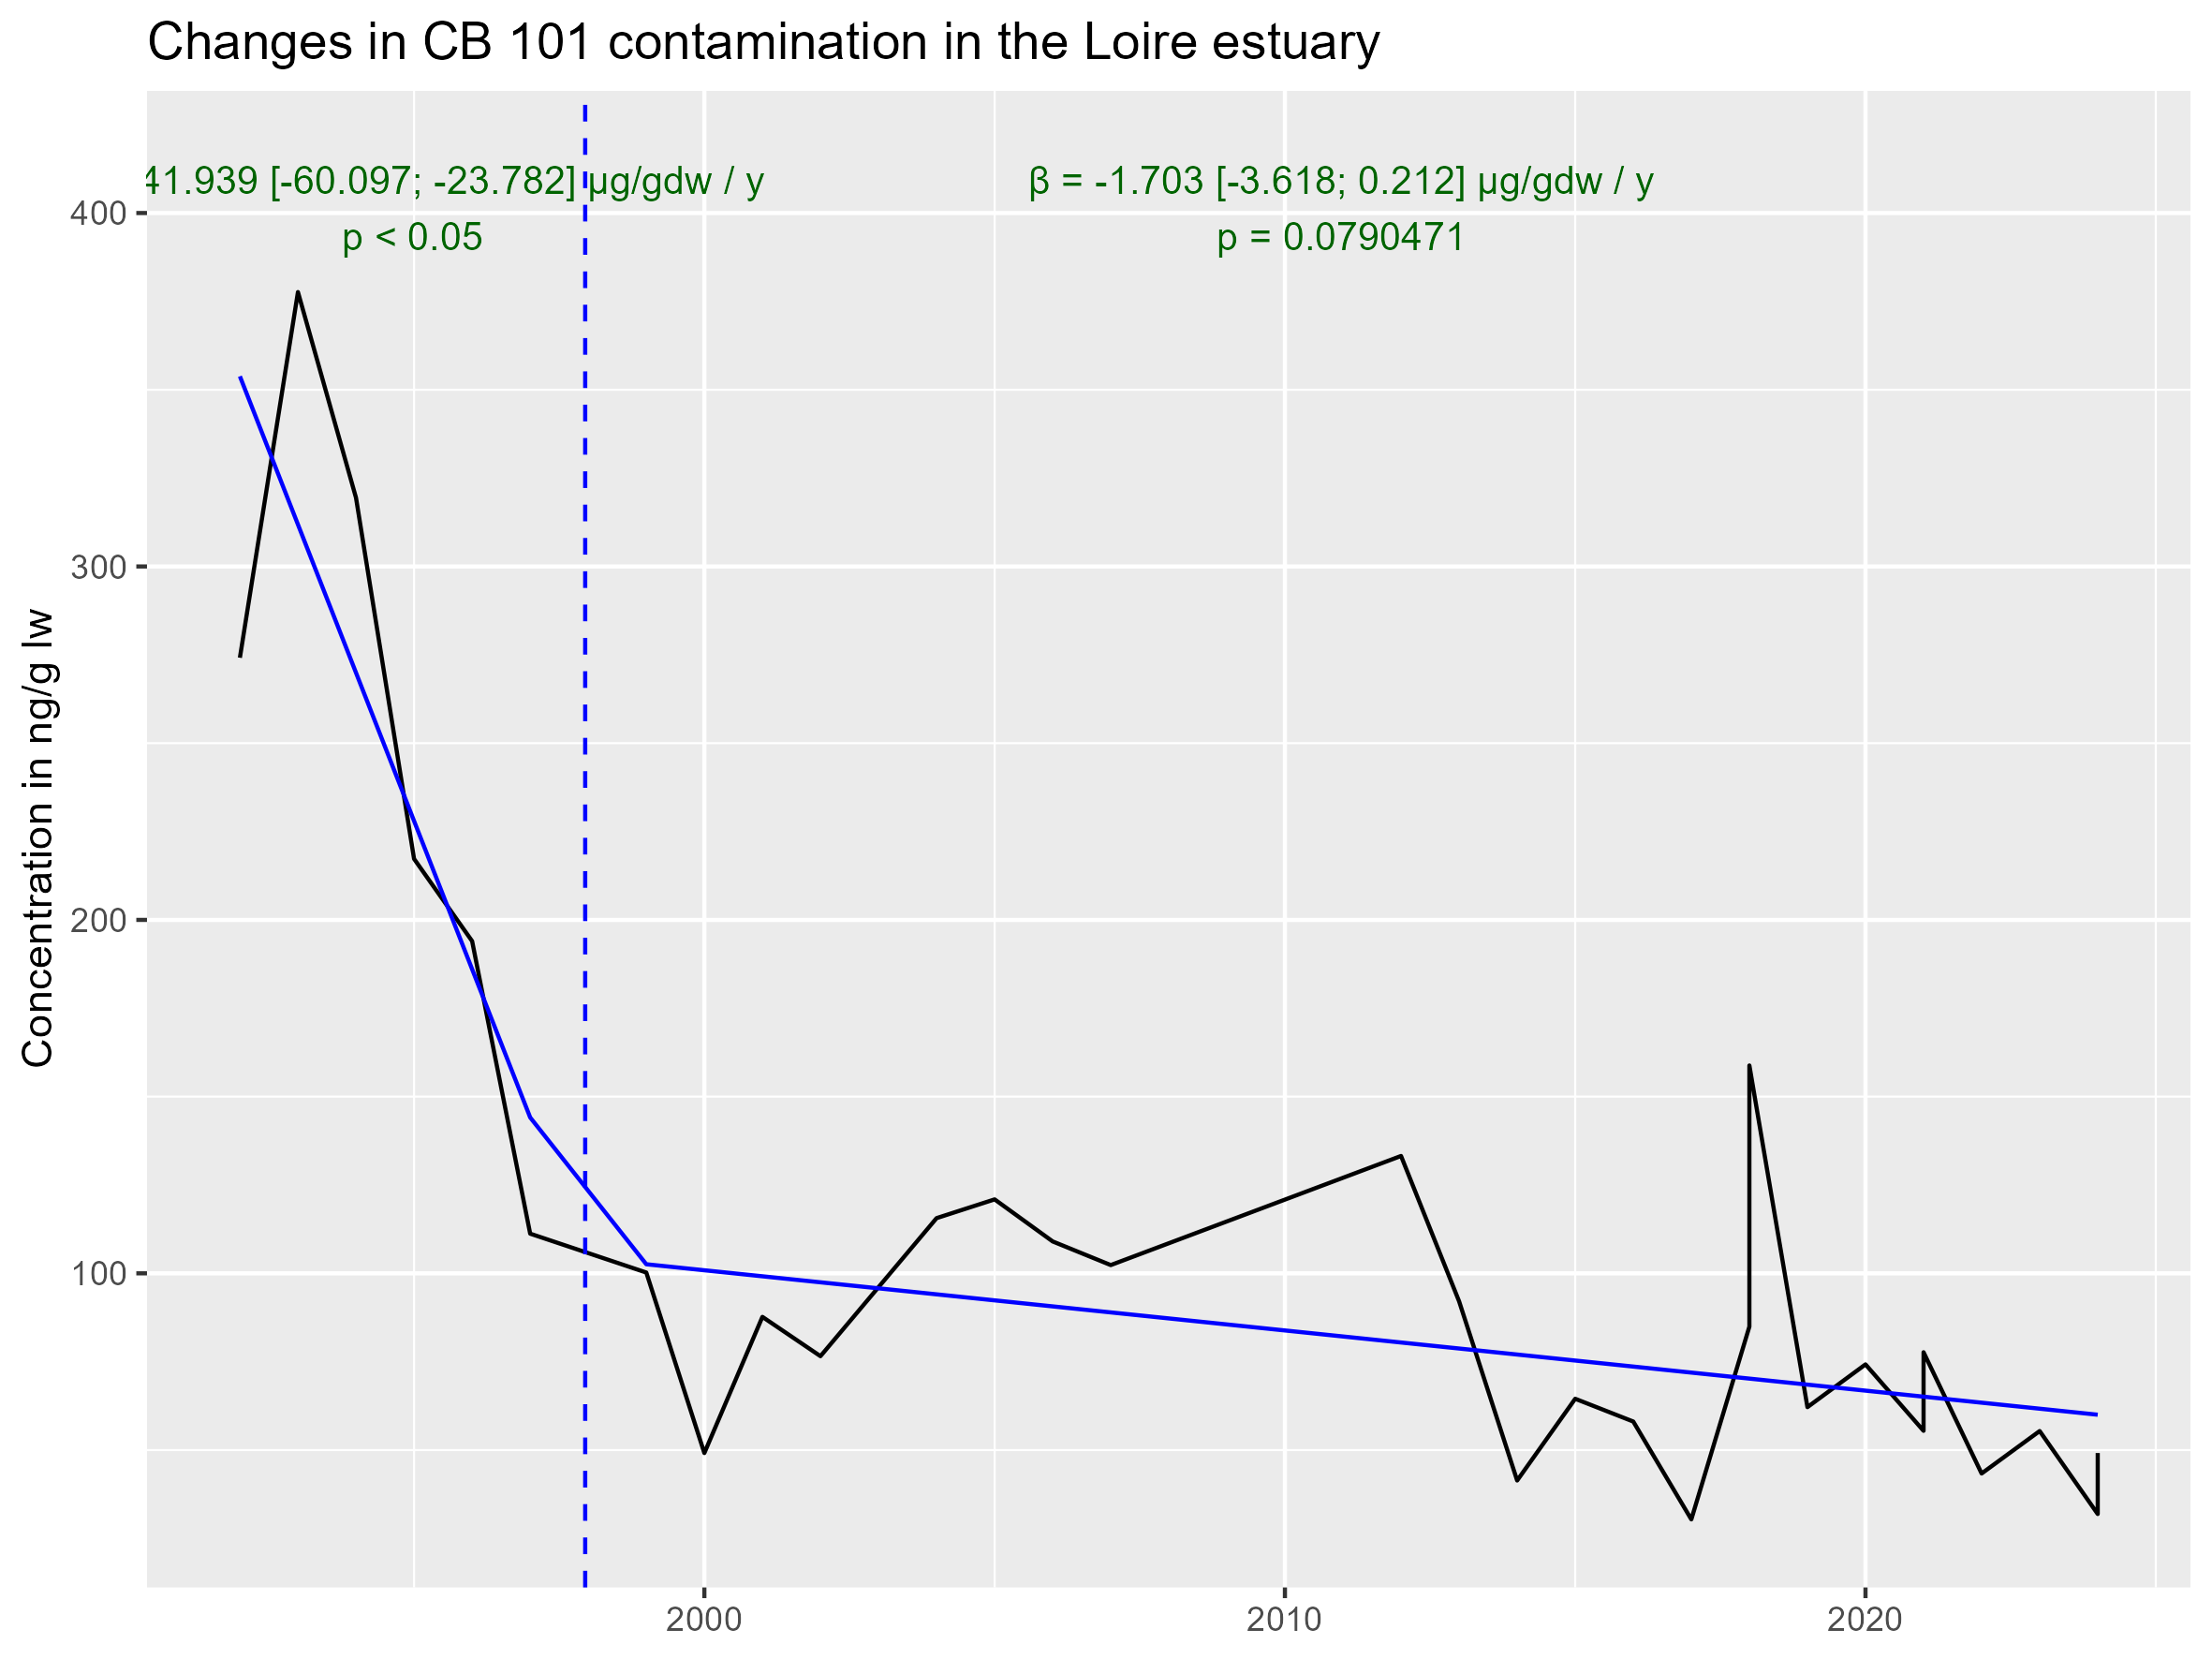 Changes in CB 101 contamination in the Loire estuary
41.939 [-60.097; -23.782] µg/gdw / y
p < 0.05
β = -1.703 [-3.618; 0.212] µg/gdw / y
p = 0.0790471
Concentration in ng/g lw
400
300
200
100
2000
2010
2020